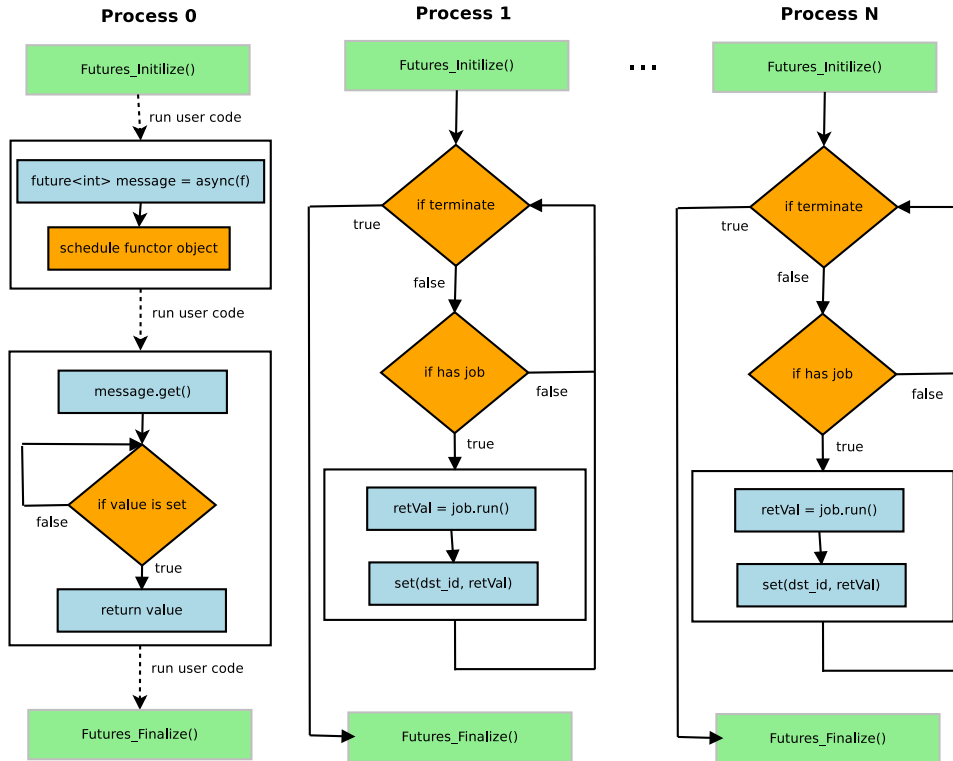 Process 0
Futures_Initilize()
run user code
future<int> message = async(f)
schedule functor object
run user code
message.get()
if value is set
false
true
return value
run user code
Futures_Finalize()
Process 1
Futures_Initilize()
if terminate
true
false
if has job
false
true
retVal = job.run()
set(dst_id, retVal)
Futures_Finalize()
...
Process N
Futures_Initilize()
if terminate
true
false
if has job
false
true
retVal = job.run()
set(dst_id, retVal)
Futures_Finalize()